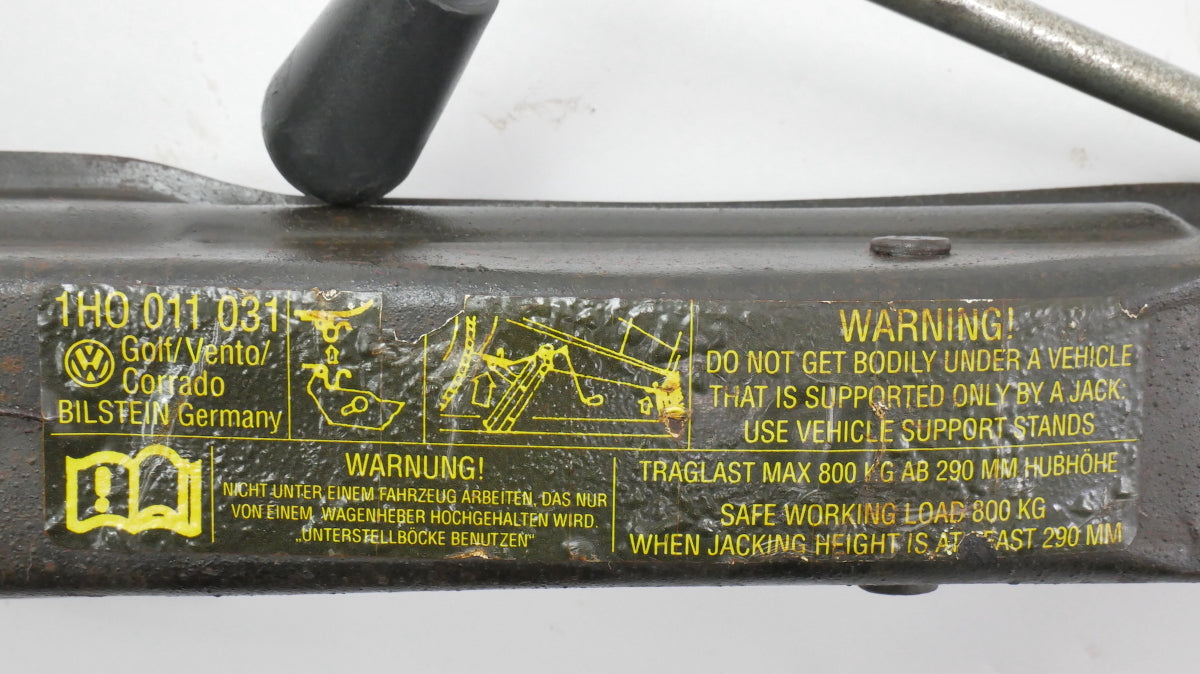 1HO 011 031
VW Golf/Vento/
Corrado
BILSTEIN Germany
WARNING!
DO NOT GET BODILY UNDER A VEHICLE
THAT IS SUPPORTED ONLY BY A JACK:
USE VEHICLE SUPPORT STANDS
WARNUNG!
NICHT UNTER EINEM FAHRZEUG ARBEITEN, DAS NUR
VON EINEM WAGENHEBER HOCHGEHALTEN WIRD.
„UNTERSTELLBÖCKE BENUTZEN"
TRAGLAST MAX 800 KG AB 290 MM HUBHÖHE
SAFE WORKING LOAD 800 KG
WHEN JACKING HEIGHT IS AT LEAST 290 MM